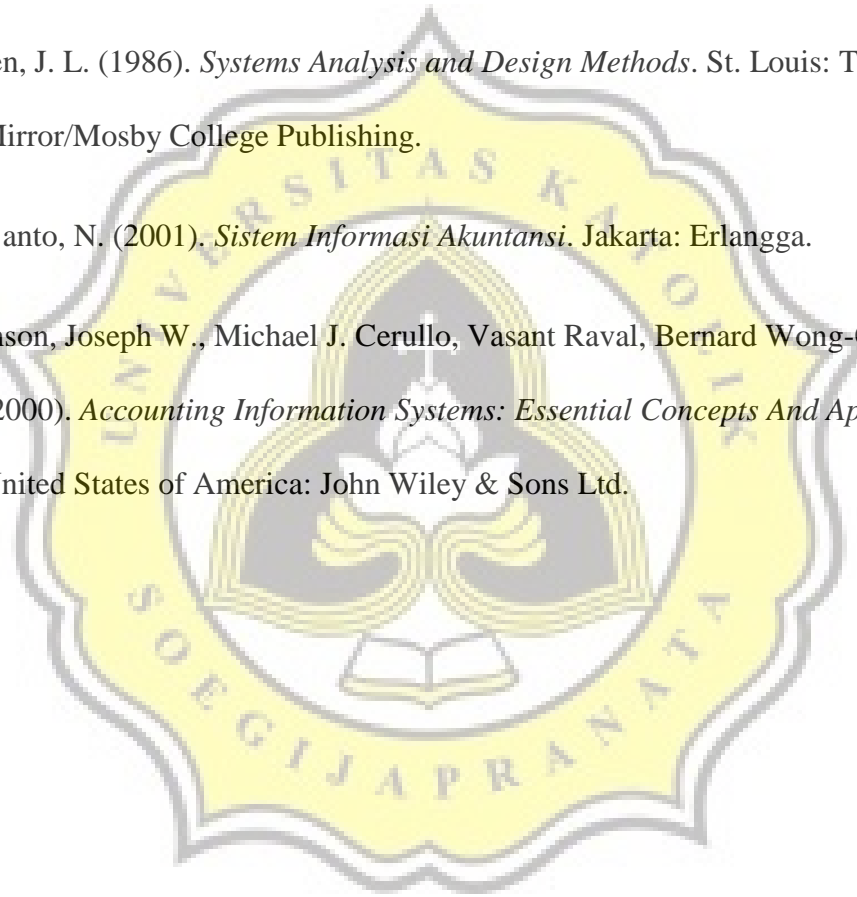 en, J. L. (1986). Systems Analysis and Design Methods. St. Louis: T
Mirror/Mosby College Publishing.
anto, N. (2001). Sistem Informasi Akuntansi. Jakarta: Erlangga.
nson, Joseph W., Michael J. Cerullo, Vasant Raval, Bernard Wong-
2000). Accounting Information Systems: Essential Concepts And Ap
United States of America: John Wiley & Sons Ltd.
UNIVERSITAS KATOLIK
SOEGIJAPRANATA